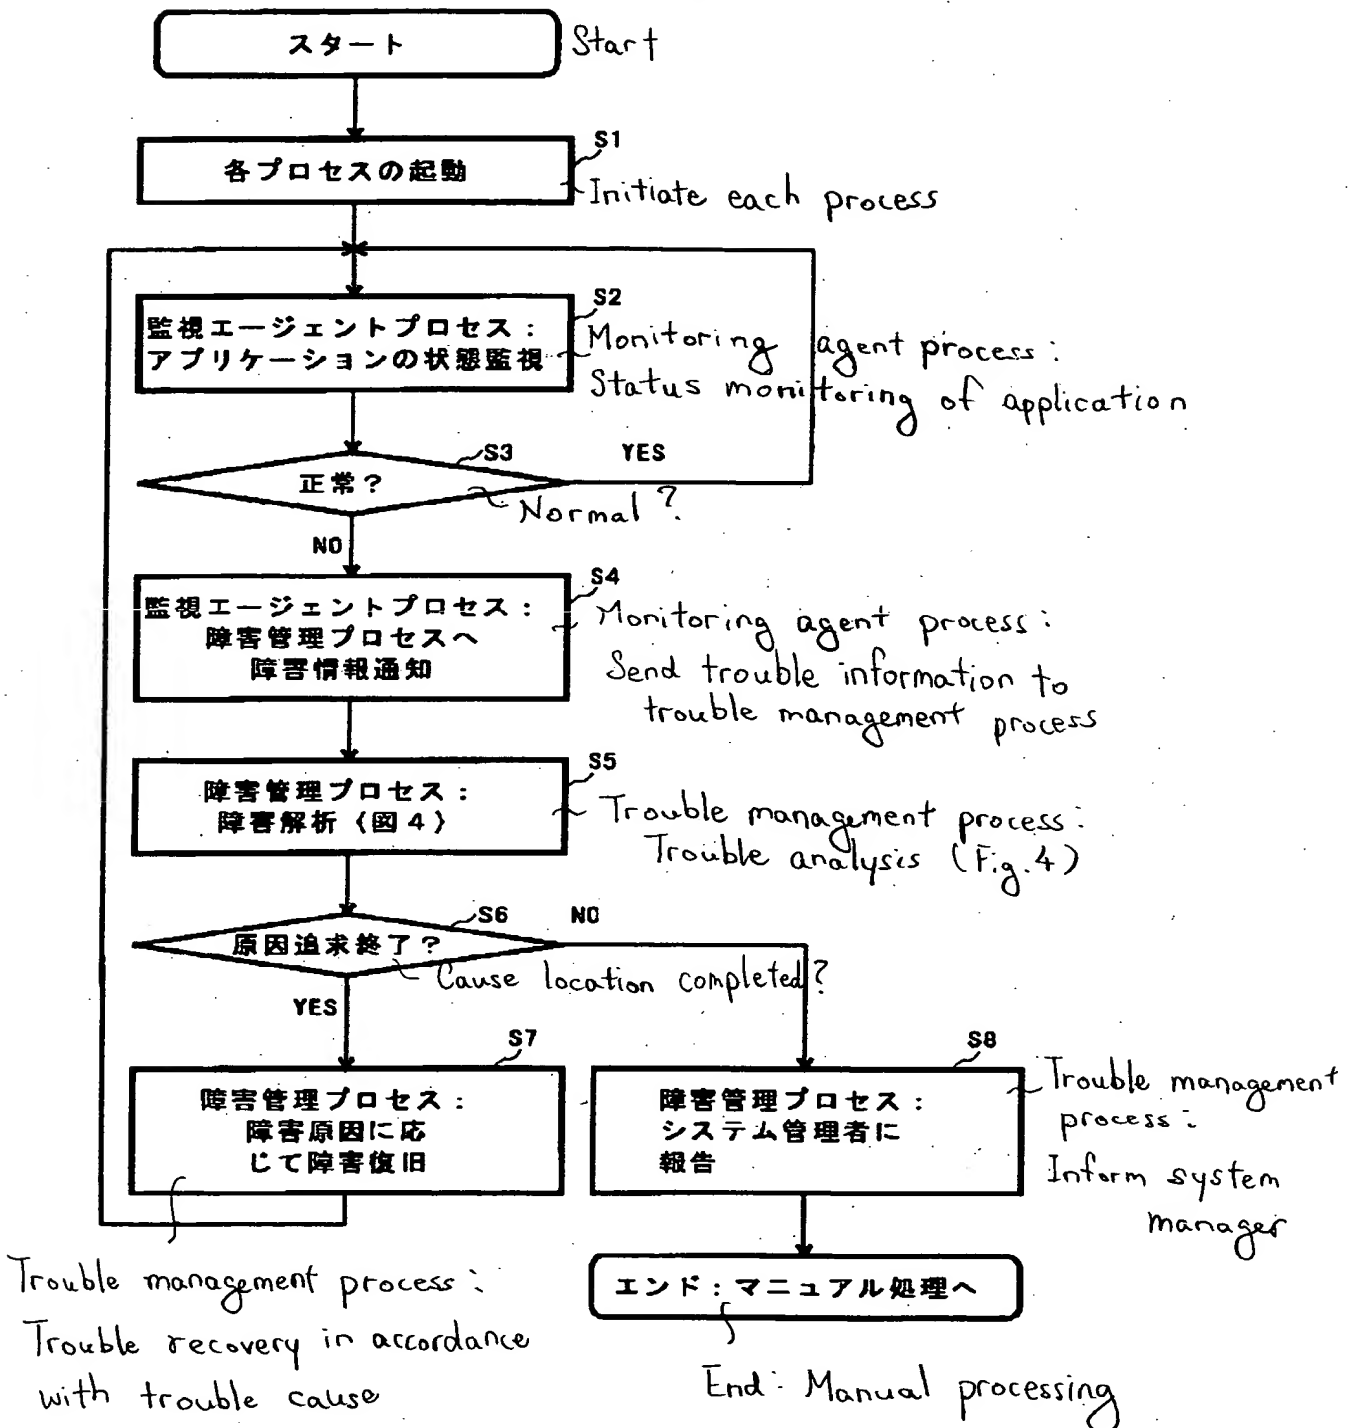 スタート
Start
S1
各プロセスの起動
Initiate each process
S2
監視エージェントプロセス：
アプリケーションの状態監視
Monitoring agent process:
Status monitoring of application
S3
YES
正常？
Normal?
NO
S4
監視エージェントプロセス：
障害管理プロセスへ
障害情報通知
Monitoring agent process:
Send trouble information to
trouble management process
S5
障害管理プロセス：
障害解析（図４）
Trouble management process:
Trouble analysis (Fig.4)
S6
NO
原因追求終了？
Cause location completed?
YES
S7
障害管理プロセス：
障害原因に応
じて障害復旧
S8
障害管理プロセス：
システム管理者に
報告
Trouble management
process:
Inform system
manager
Trouble management process:
Trouble recovery in accordance
with trouble cause
エンド：マニュアル処理へ
End: Manual processing